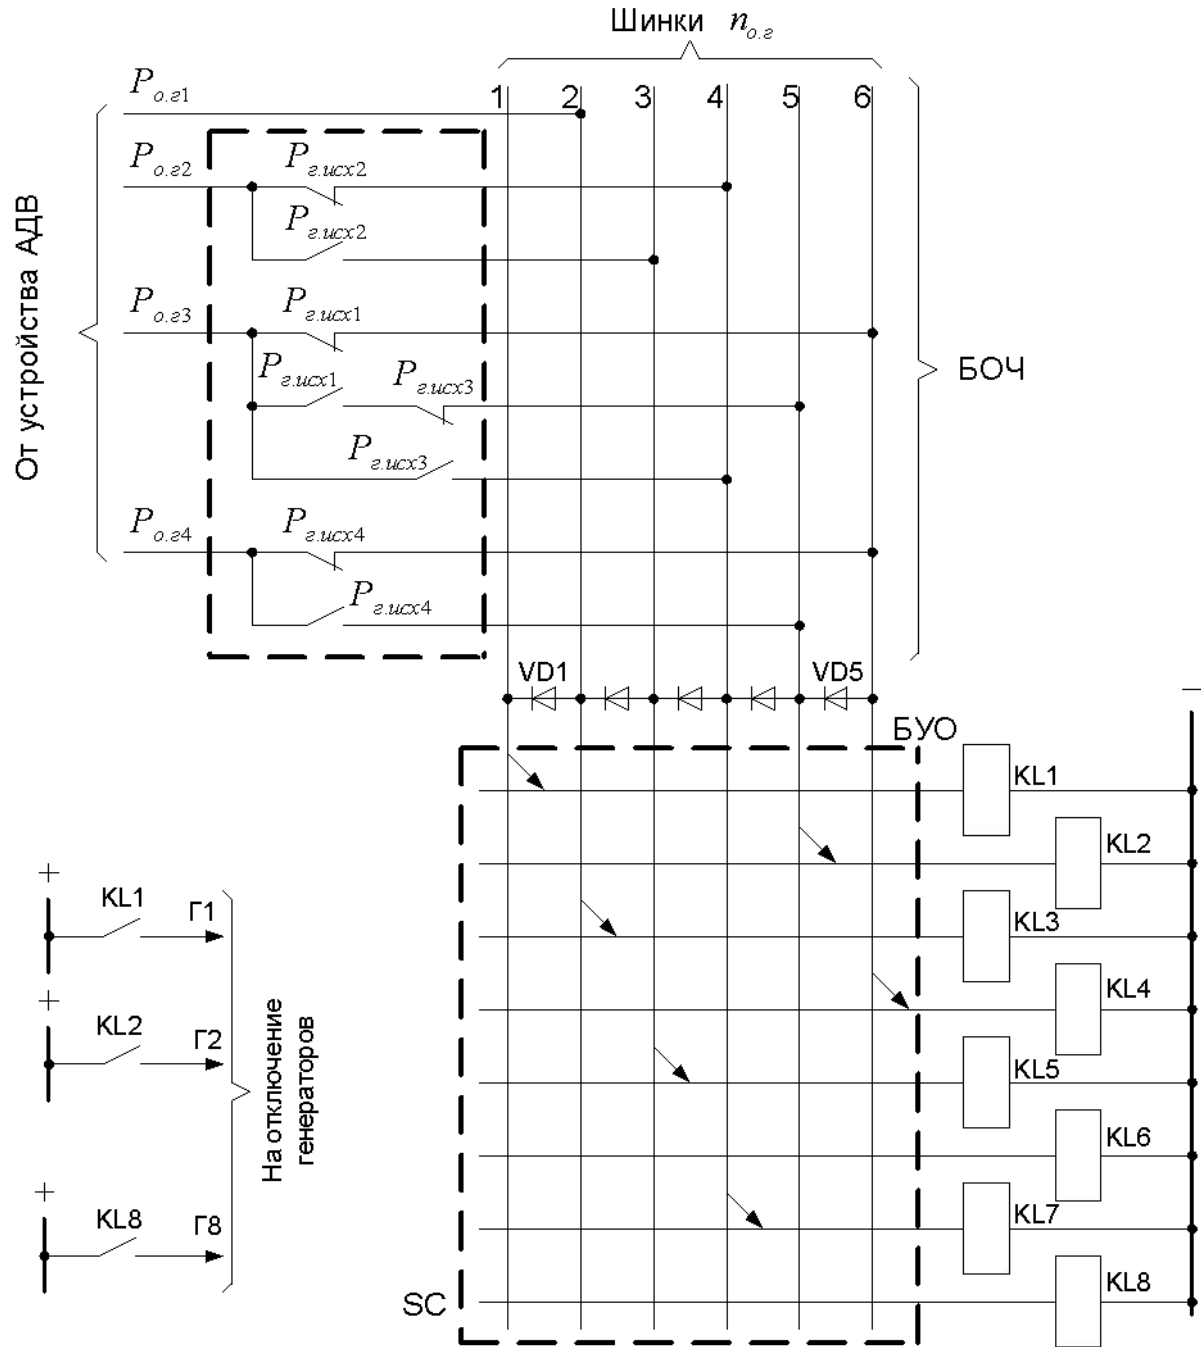 Шинки n о.г
1 2 3 4 5 6
P о.г1
P о.г2
P г.исх2
P г.исх2
P о.г3
P г.исх1
P г.исх1
P г.исх3
P г.исх3
P о.г4
P г.исх4
P г.исх4
От устройства АДВ
БОЧ
VD1
VD5
БУО
−
KL1
KL2
KL3
KL4
KL5
KL6
KL7
KL8
SC
+
KL1
Г1
+
KL2
Г2
+
KL8
Г8
На отключение
генераторов